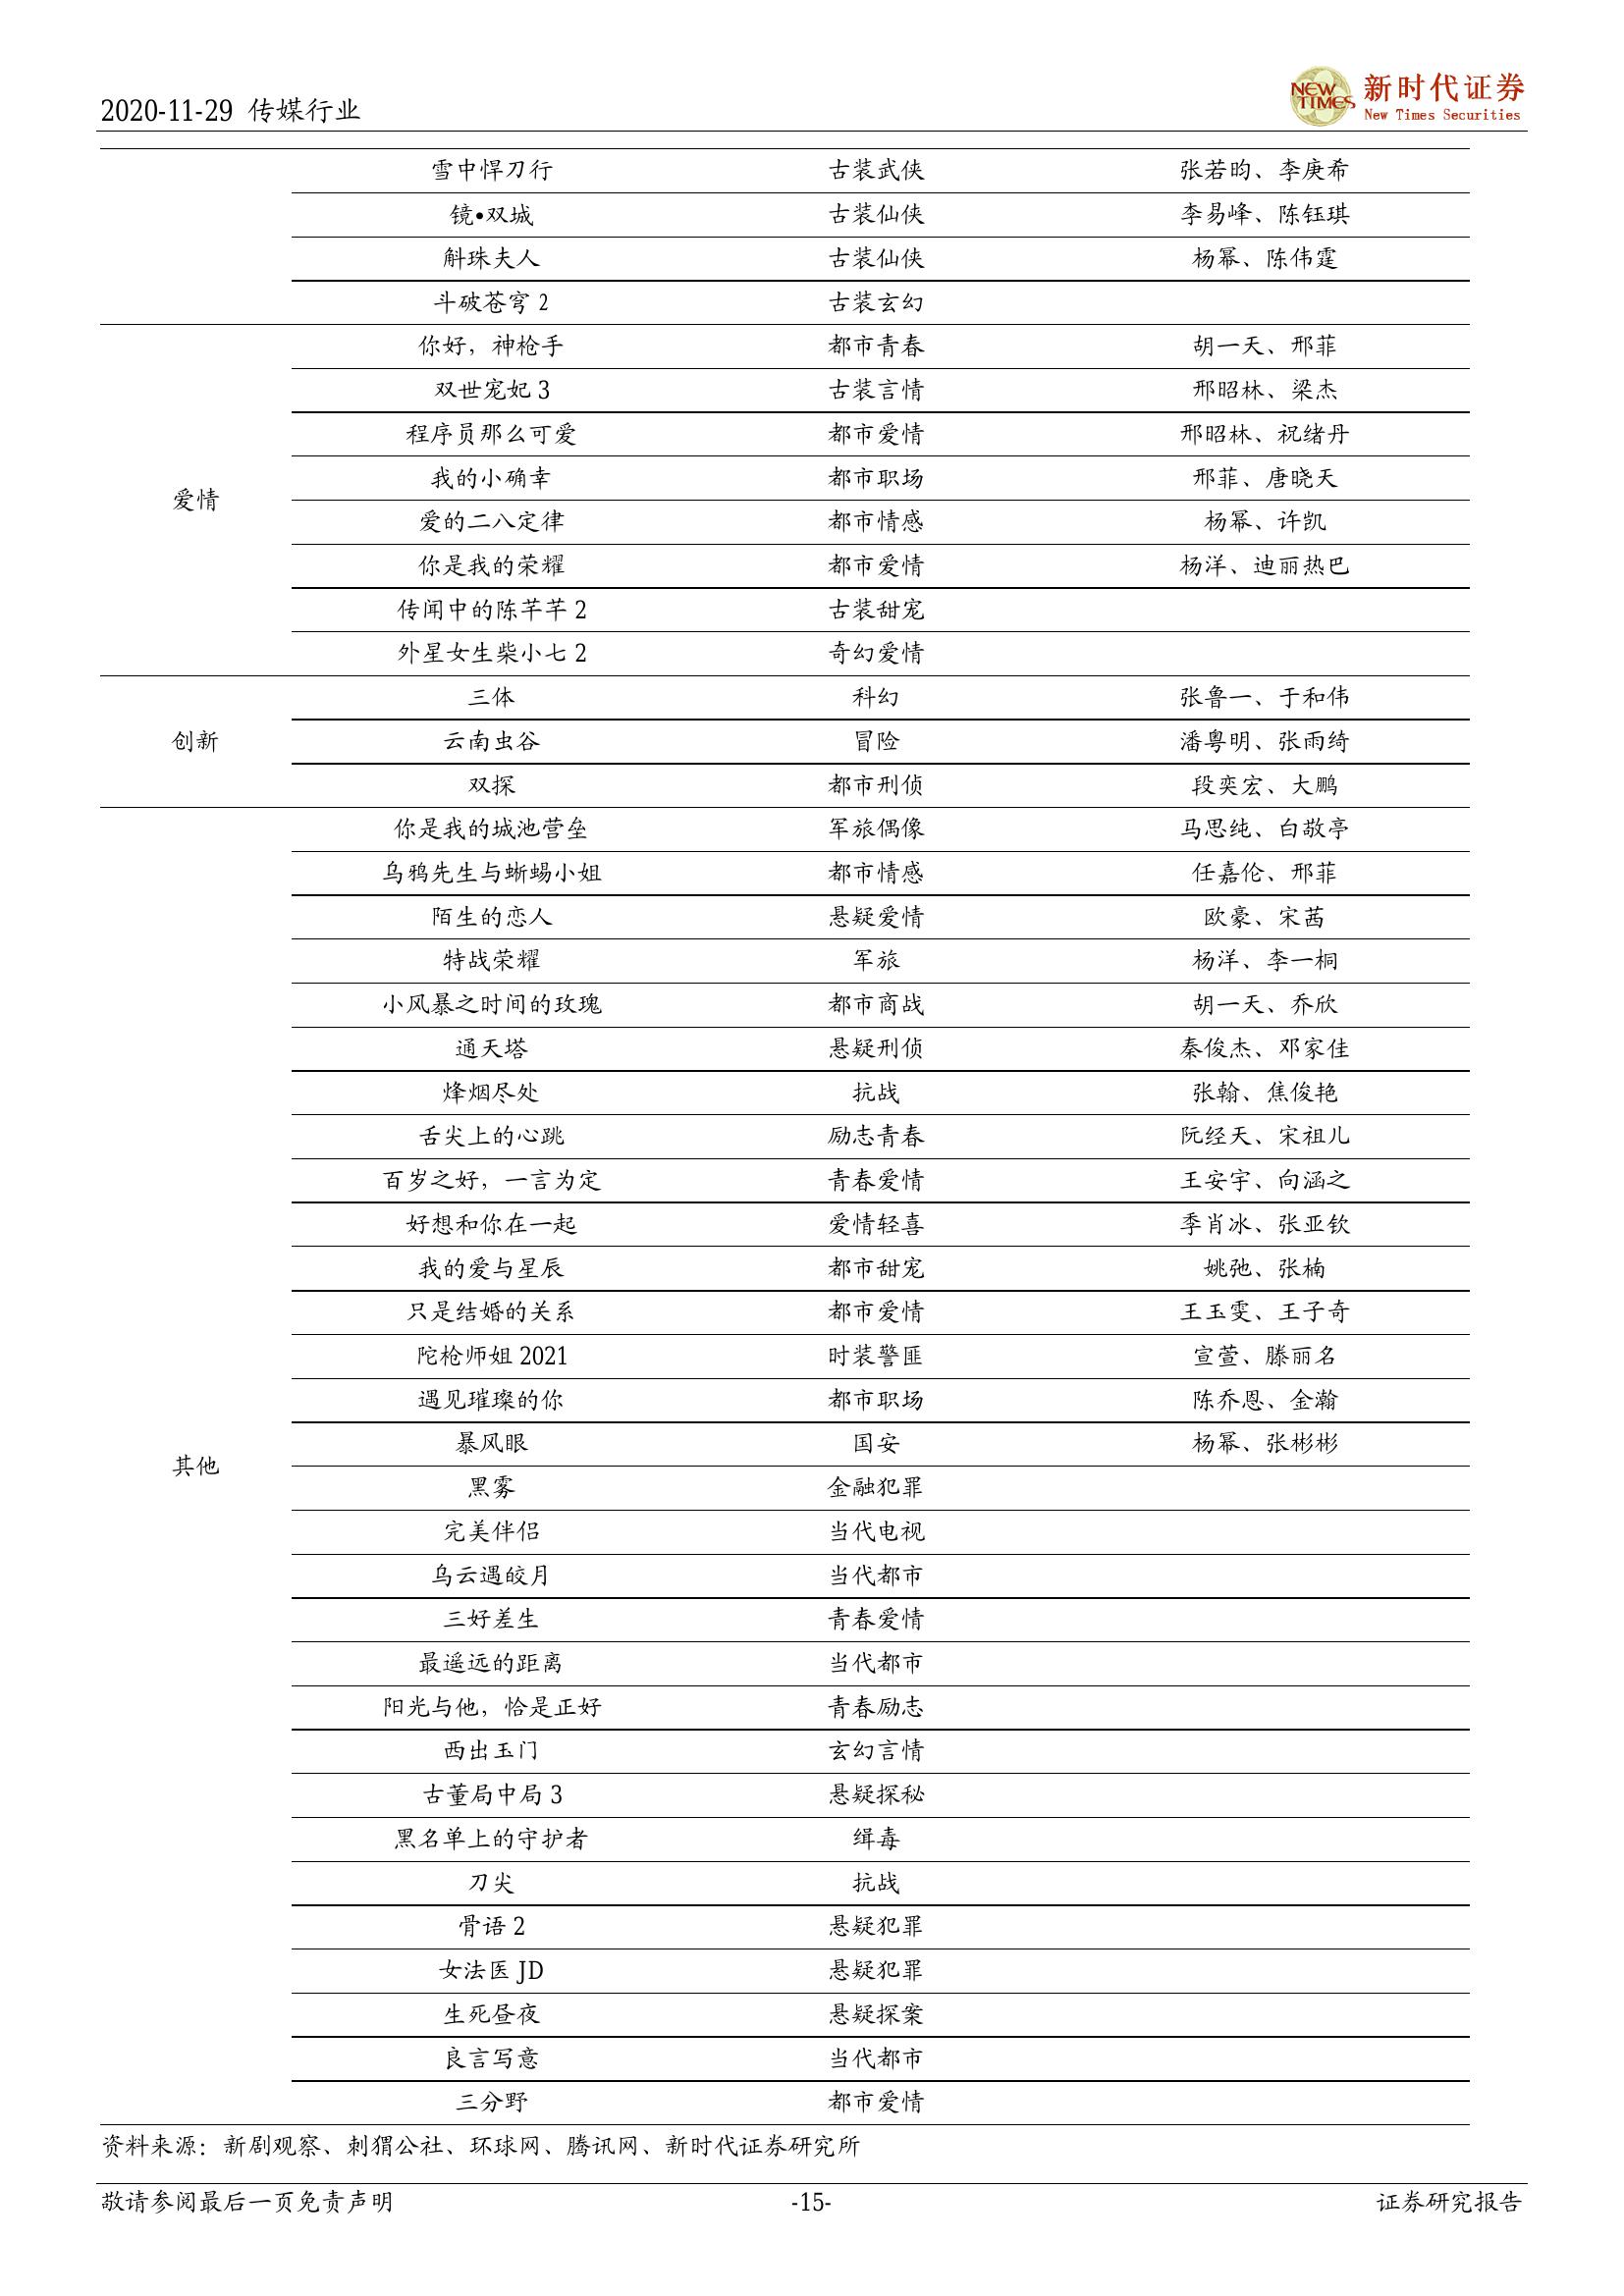 2020-11-29 传媒行业
NEW TIMES 新时代证券
New Times Securities
雪中悍刀行 古装武侠 张若昀、李庚希
镜•双城 古装仙侠 李易峰、陈钰琪
斛珠夫人 古装仙侠 杨幂、陈伟霆
斗破苍穹 2 古装玄幻
你好，神枪手 都市青春 胡一天、邢菲
双世宠妃 3 古装言情 邢昭林、梁杰
程序员那么可爱 都市爱情 邢昭林、祝绪丹
我的小确幸 都市职场 邢菲、唐晓天
爱情
爱的二八定律 都市情感 杨幂、许凯
你是我的荣耀 都市爱情 杨洋、迪丽热巴
传闻中的陈芊芊 2 古装甜宠
外星女生柴小七 2 奇幻爱情
三体 科幻 张鲁一、于和伟
创新 云南虫谷 冒险 潘粤明、张雨绮
双探 都市刑侦 段奕宏、大鹏
你是我的城池营垒 军旅偶像 马思纯、白敬亭
乌鸦先生与蜥蜴小姐 都市情感 任嘉伦、邢菲
陌生的恋人 悬疑爱情 欧豪、宋茜
特战荣耀 军旅 杨洋、李一桐
小风暴之时间的玫瑰 都市商战 胡一天、乔欣
通天塔 悬疑刑侦 秦俊杰、邓家佳
烽烟尽处 抗战 张翰、焦俊艳
舌尖上的心跳 励志青春 阮经天、宋祖儿
百岁之好，一言为定 青春爱情 王安宇、向涵之
好想和你在一起 爱情轻喜 季肖冰、张亚钦
我的爱与星辰 都市甜宠 姚弛、张楠
只是结婚的关系 都市爱情 王玉雯、王子奇
陀枪师姐 2021 时装警匪 宣萱、滕丽名
遇见璀璨的你 都市职场 陈乔恩、金瀚
暴风眼 国安 杨幂、张彬彬
其他
黑雾 金融犯罪
完美伴侣 当代电视
乌云遇皎月 当代都市
三好差生 青春爱情
最遥远的距离 当代都市
阳光与他，恰是正好 青春励志
西出玉门 玄幻言情
古董局中局 3 悬疑探秘
黑名单上的守护者 缉毒
刀尖 抗战
骨语 2 悬疑犯罪
女法医 JD 悬疑犯罪
生死昼夜 悬疑探案
良言写意 当代都市
三分野 都市爱情
资料来源：新剧观察、刺猬公社、环球网、腾讯网、新时代证券研究所
敬请参阅最后一页免责声明 -15- 证券研究报告